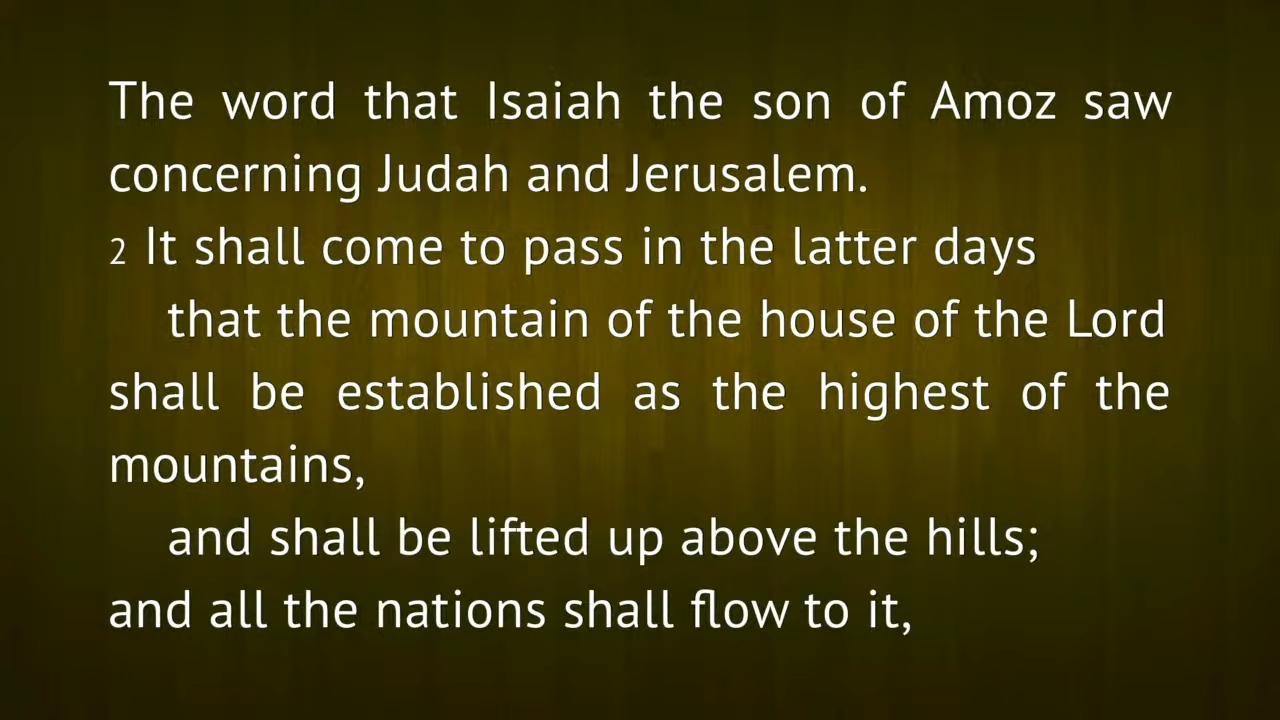 The word that Isaiah the son of Amoz saw
concerning Judah and Jerusalem.
2 It shall come to pass in the latter days
that the mountain of the house of the Lord
shall be established as the highest of the
mountains,
and shall be lifted up above the hills;
and all the nations shall flow to it,